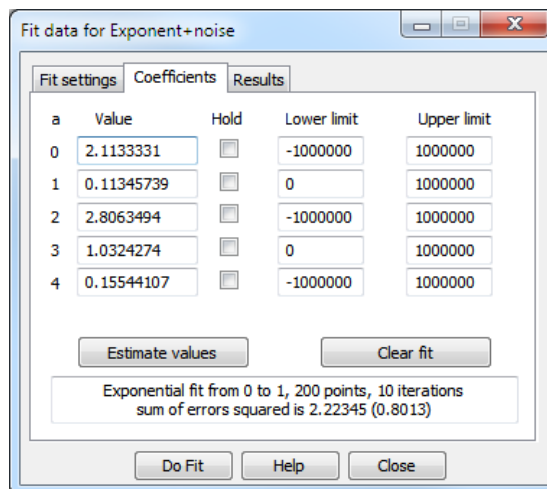 Fit data for Exponent+noise
Fit settings Coefficients Results
a Value Hold Lower limit Upper limit
0 2.1133331 -1000000 1000000
1 0.11345739 0 1000000
2 2.8063494 -1000000 1000000
3 1.0324274 0 1000000
4 0.15544107 -1000000 1000000
Estimate values Clear fit
Exponential fit from 0 to 1, 200 points, 10 iterations
sum of errors squared is 2.22345 (0.8013)
Do Fit Help Close